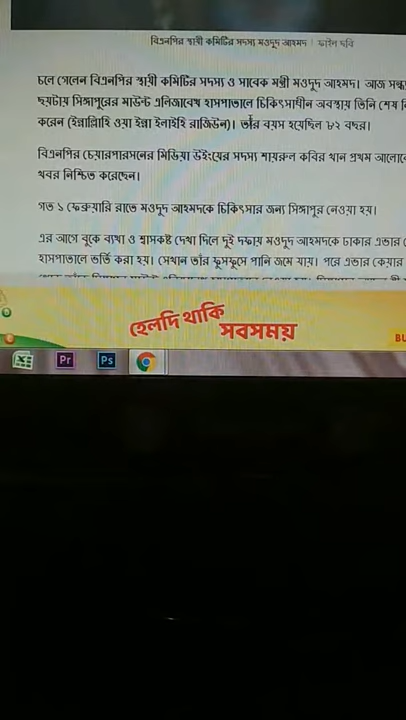 বিএনপির স্থায়ী কমিটির সদস্য মওদুদ আহমদ। ফাইল ছবি
চলে গেলেন বিএনপির স্থায়ী কমিটির সদস্য ও সাবেক মন্ত্রী মওদুদ আহমদ। আজ
ছয়টায় সিঙ্গাপুরের মাউন্ট এলিজাবেথ হাসপাতালে চিকিৎসাধীন অবস্থায় তিনি শেষ
করেন (ইন্নালিল্লাহি ওয়া ইন্না ইলাইহি রাজিউন)। তাঁর বয়স হয়েছিল ৮২ বছর।
বিএনপির চেয়ারপারসনের মিডিয়া উইংয়ের সদস্য শায়রুল কবির খান প্রথম
খবর নিশ্চিত করেছেন।
গত ১ ফেব্রুয়ারি রাতে মওদুদ আহমদকে চিকিৎসার জন্য সিঙ্গাপুর নেওয়া হয়।
এর আগে বুকে ব্যথা ও শ্বাসকষ্ট দেখা দিলে দুই দফায় মওদুদ আহমদকে ঢাকার এভার
হাসপাতালে ভর্তি করা হয়। সেখান তাঁর ফুসফুসে পানি জমে যায়। পরে এভার কেয়ার
হেলদি থাকি
সবসময়
BU
Pr Ps